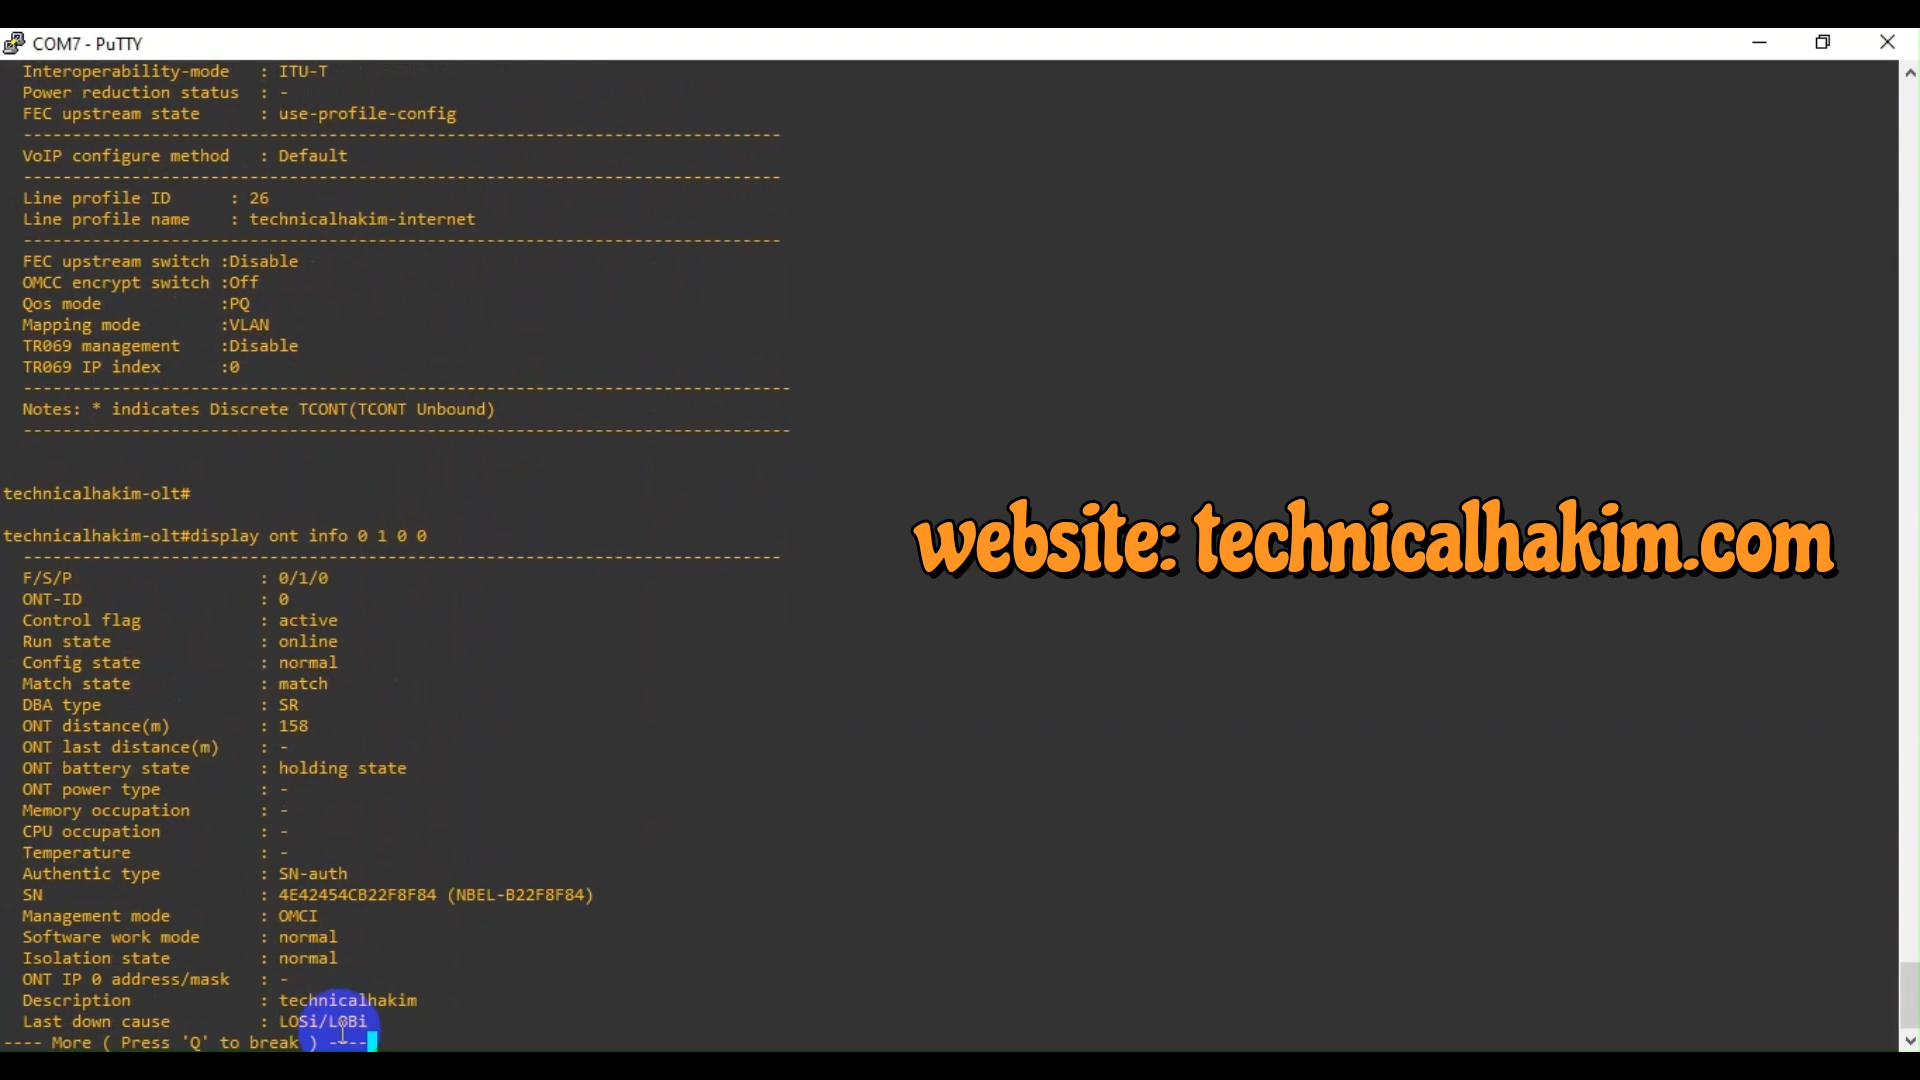 COM7 - PuTTY
Interoperability-mode   : ITU-T
Power reduction status  : -
FEC upstream state      : use-profile-config
-----------------------------------------------------------------------------
VoIP configure method   : Default
-----------------------------------------------------------------------------
Line profile ID      : 26
Line profile name    : technicalhakim-internet
-----------------------------------------------------------------------------
FEC upstream switch :Disable
OMCC encrypt switch :Off
Qos mode            :PQ
Mapping mode        :VLAN
TR069 management    :Disable
TR069 IP index      :0
------------------------------------------------------------------------------
Notes: * indicates Discrete TCONT(TCONT Unbound)
------------------------------------------------------------------------------
technicalhakim-olt#
technicalhakim-olt#display ont info 0 1 0 0
-----------------------------------------------------------------------------
F/S/P                   : 0/1/0
ONT-ID                  : 0
Control flag            : active
Run state               : online
Config state            : normal
Match state             : match
DBA type                : SR
ONT distance(m)         : 158
ONT last distance(m)    : -
ONT battery state       : holding state
ONT power type          : -
Memory occupation       : -
CPU occupation          : -
Temperature             : -
Authentic type          : SN-auth
SN                      : 4E42454CB22F8F84 (NBEL-B22F8F84)
Management mode         : OMCI
Software work mode      : normal
Isolation state         : normal
ONT IP 0 address/mask   : -
Description             : technicalhakim
Last down cause         : LOSi/LOBi
---- More ( Press 'Q' to break ) ----
website: technicalhakim.com